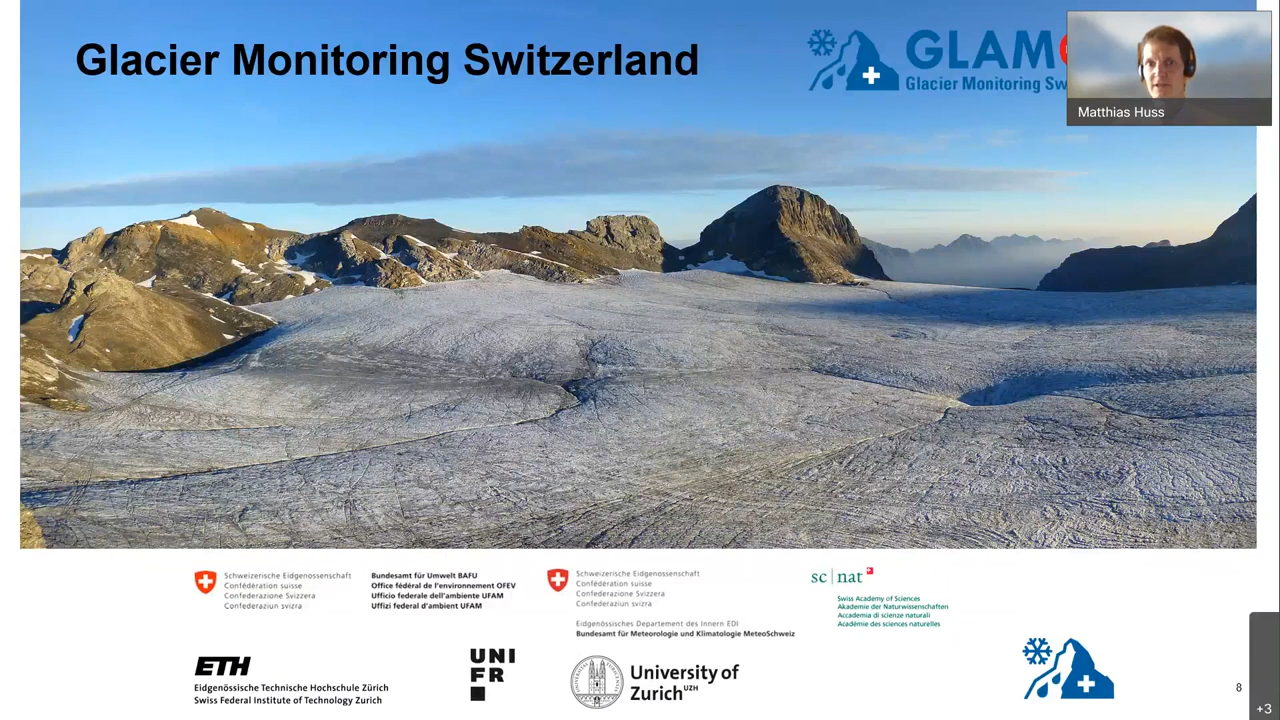 Glacier Monitoring Switzerland
GLAM
Glacier Monitoring Sw
Matthias Huss
Schweizerische Eidgenossenschaft
Confédération suisse
Confederazione Svizzera
Confederaziun svizra
Bundesamt für Umwelt BAFU
Office fédéral de l'environnement OFEV
Ufficio federale dell'ambiente UFAM
Uffizi federal d'ambient UFAM
Schweizerische Eidgenossenschaft
Confédération suisse
Confederazione Svizzera
Confederaziun svizra
Eidgenössisches Departement des Innern EDI
Bundesamt für Meteorologie und Klimatologie MeteoSchweiz
sc | nat
Swiss Academy of Sciences
Akademie der Naturwissenschaften
Accademia di scienze naturali
Académie des sciences naturelles
ETH
Eidgenössische Technische Hochschule Zürich
Swiss Federal Institute of Technology Zurich
UNI
FR
University of
Zurich UZH
8
+3